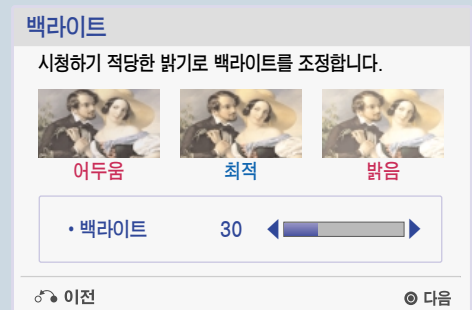 백라이트
시청하기 적당한 밝기로 백라이트를 조정합니다.
어두움 최적 밝음
• 백라이트 30
이전 다음